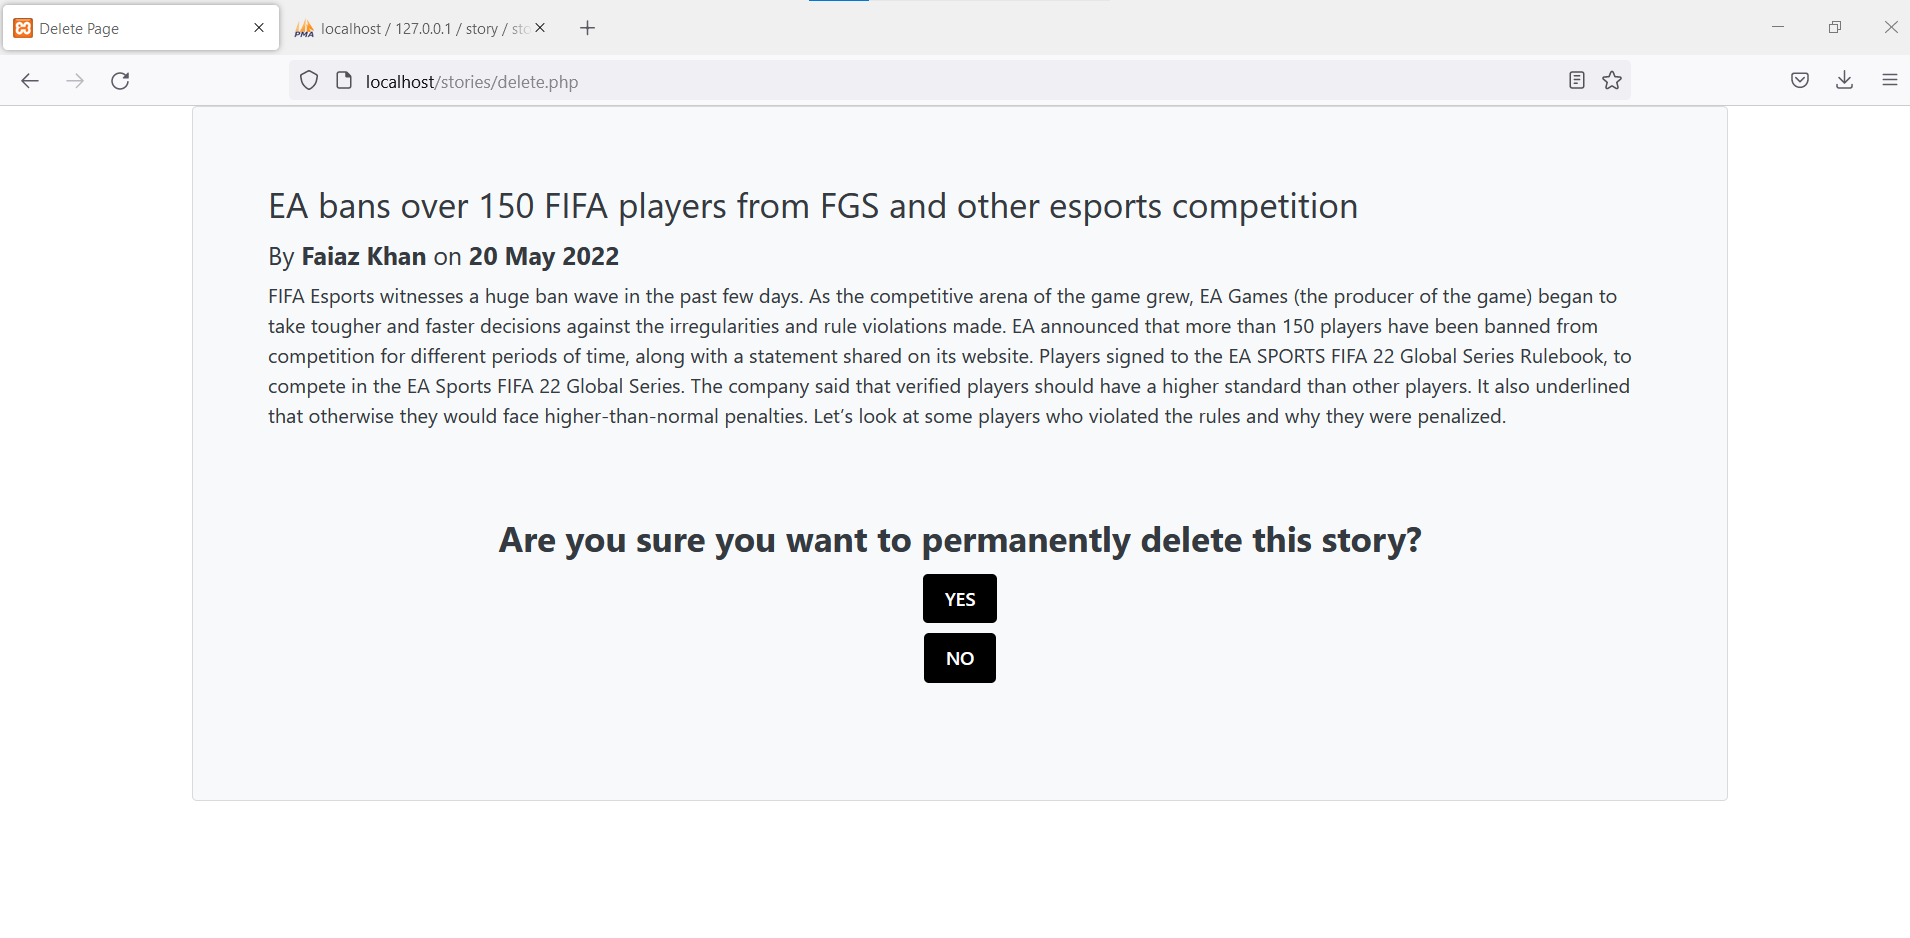 Delete Page
PMA localhost / 127.0.0.1 / story / sto
localhost/stories/delete.php
EA bans over 150 FIFA players from FGS and other esports competition
By Faiaz Khan on 20 May 2022
FIFA Esports witnesses a huge ban wave in the past few days. As the competitive arena of the game grew, EA Games (the producer of the game) began to
take tougher and faster decisions against the irregularities and rule violations made. EA announced that more than 150 players have been banned from
competition for different periods of time, along with a statement shared on its website. Players signed to the EA SPORTS FIFA 22 Global Series Rulebook, to
compete in the EA Sports FIFA 22 Global Series. The company said that verified players should have a higher standard than other players. It also underlined
that otherwise they would face higher-than-normal penalties. Let’s look at some players who violated the rules and why they were penalized.
Are you sure you want to permanently delete this story?
YES
NO